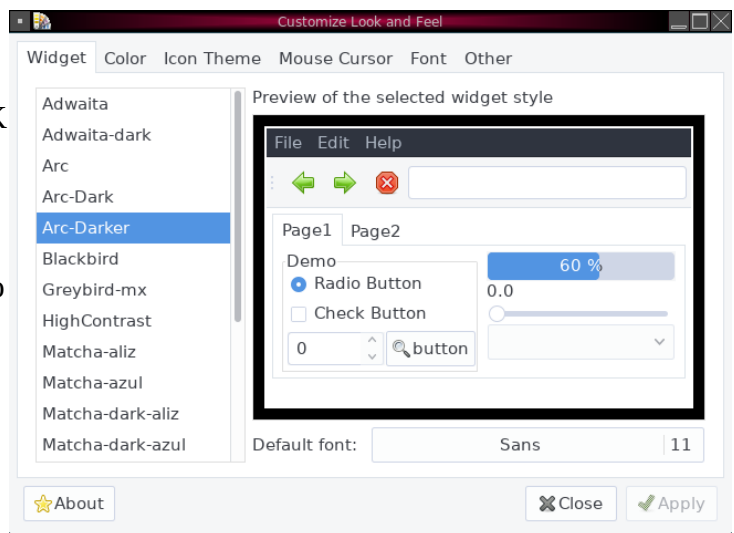 Customize Look and Feel
Widget Color Icon Theme Mouse Cursor Font Other
Adwaita
Adwaita-dark
Arc
Arc-Dark
Arc-Darker
Blackbird
Greybird-mx
HighContrast
Matcha-aliz
Matcha-azul
Matcha-dark-aliz
Matcha-dark-azul
Preview of the selected widget style
File Edit Help
Page1 Page2
Demo
Radio Button
Check Button
0 button
60 %
0.0
Default font: Sans 11
About Close Apply